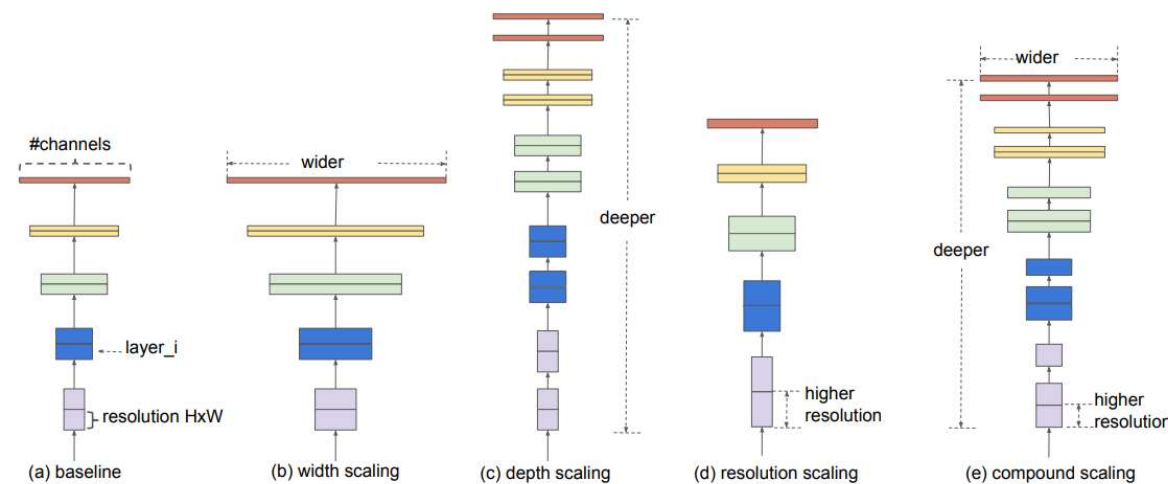 #channels
layer_i
resolution HxW
(a) baseline
wider
(b) width scaling
deeper
(c) depth scaling
higher
resolution
(d) resolution scaling
wider
deeper
higher
resolution
(e) compound scaling